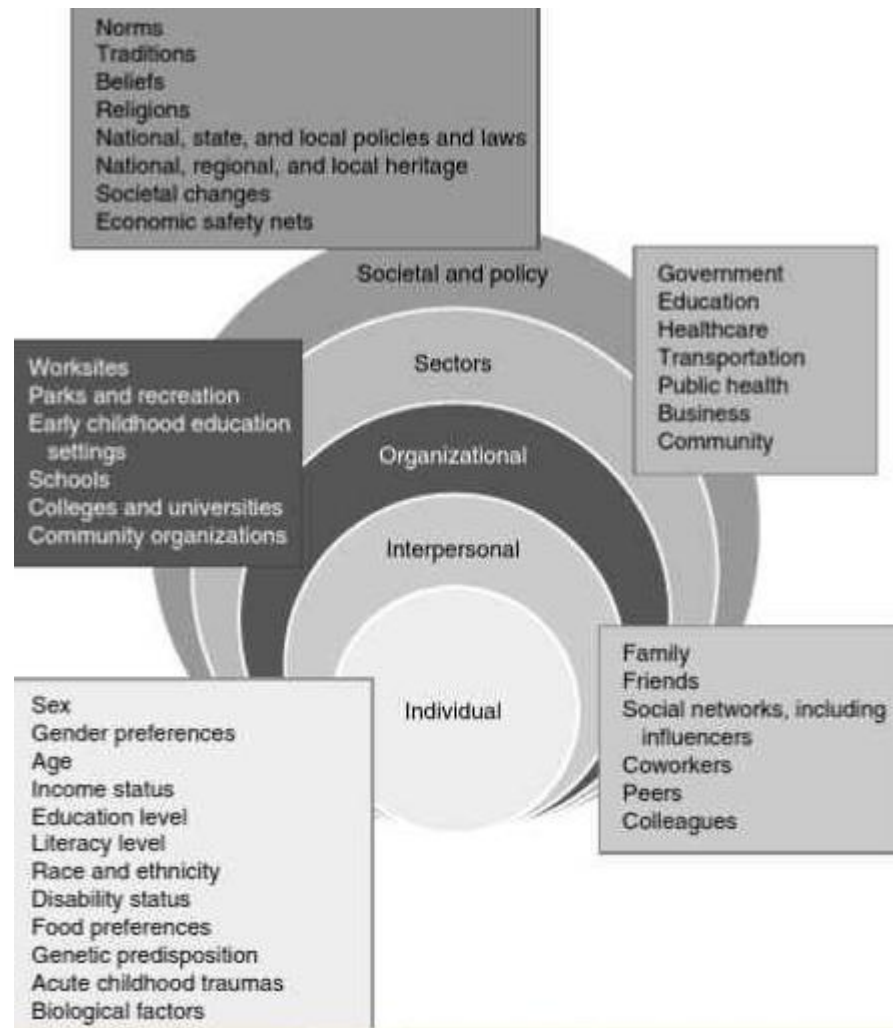 Norms
Traditions
Beliefs
Religions
National, state, and local policies and laws
National, regional, and local heritage
Societal changes
Economic safety nets
Societal and policy
Government
Education
Healthcare
Transportation
Public health
Business
Community
Sectors
Worksites
Parks and recreation
Early childhood education
settings
Schools
Colleges and universities
Community organizations
Organizational
Interpersonal
Family
Friends
Social networks, including
influencers
Coworkers
Peers
Colleagues
Individual
Sex
Gender preferences
Age
Income status
Education level
Literacy level
Race and ethnicity
Disability status
Food preferences
Genetic predisposition
Acute childhood traumas
Biological factors